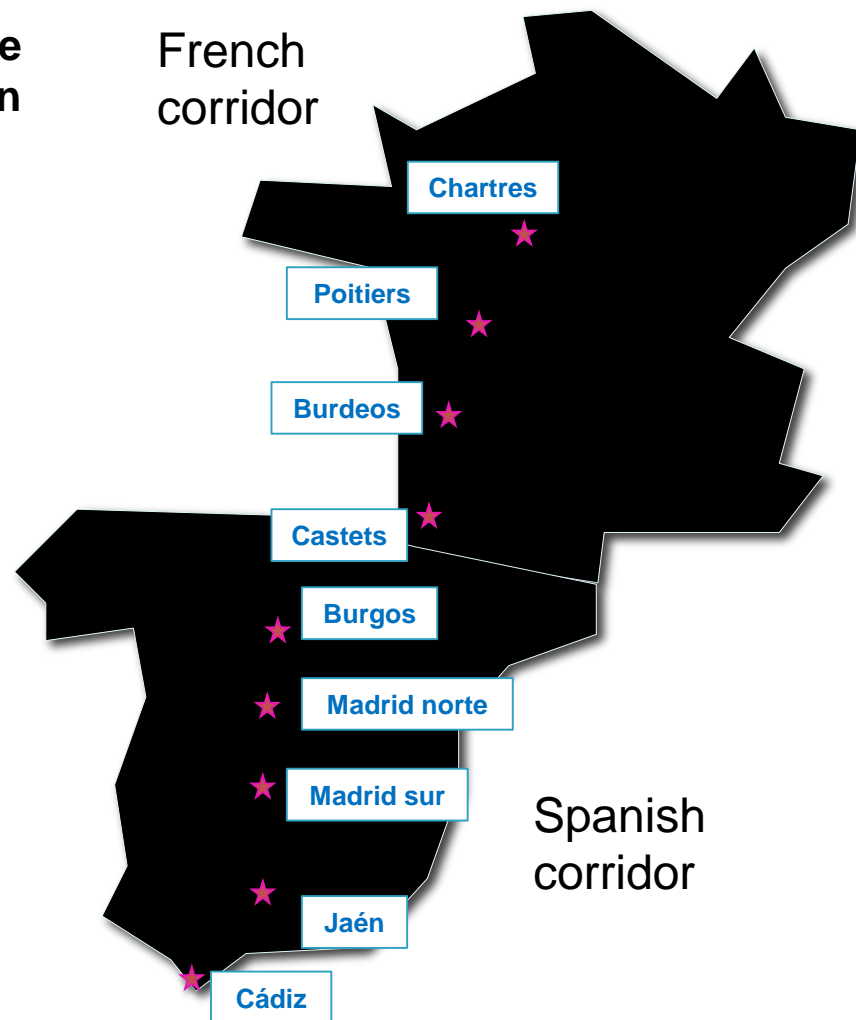 e
n
French
corridor
Chartres
Poitiers
Burdeos
Castets
Burgos
Madrid norte
Madrid sur
Spanish
corridor
Jaén
Cádiz